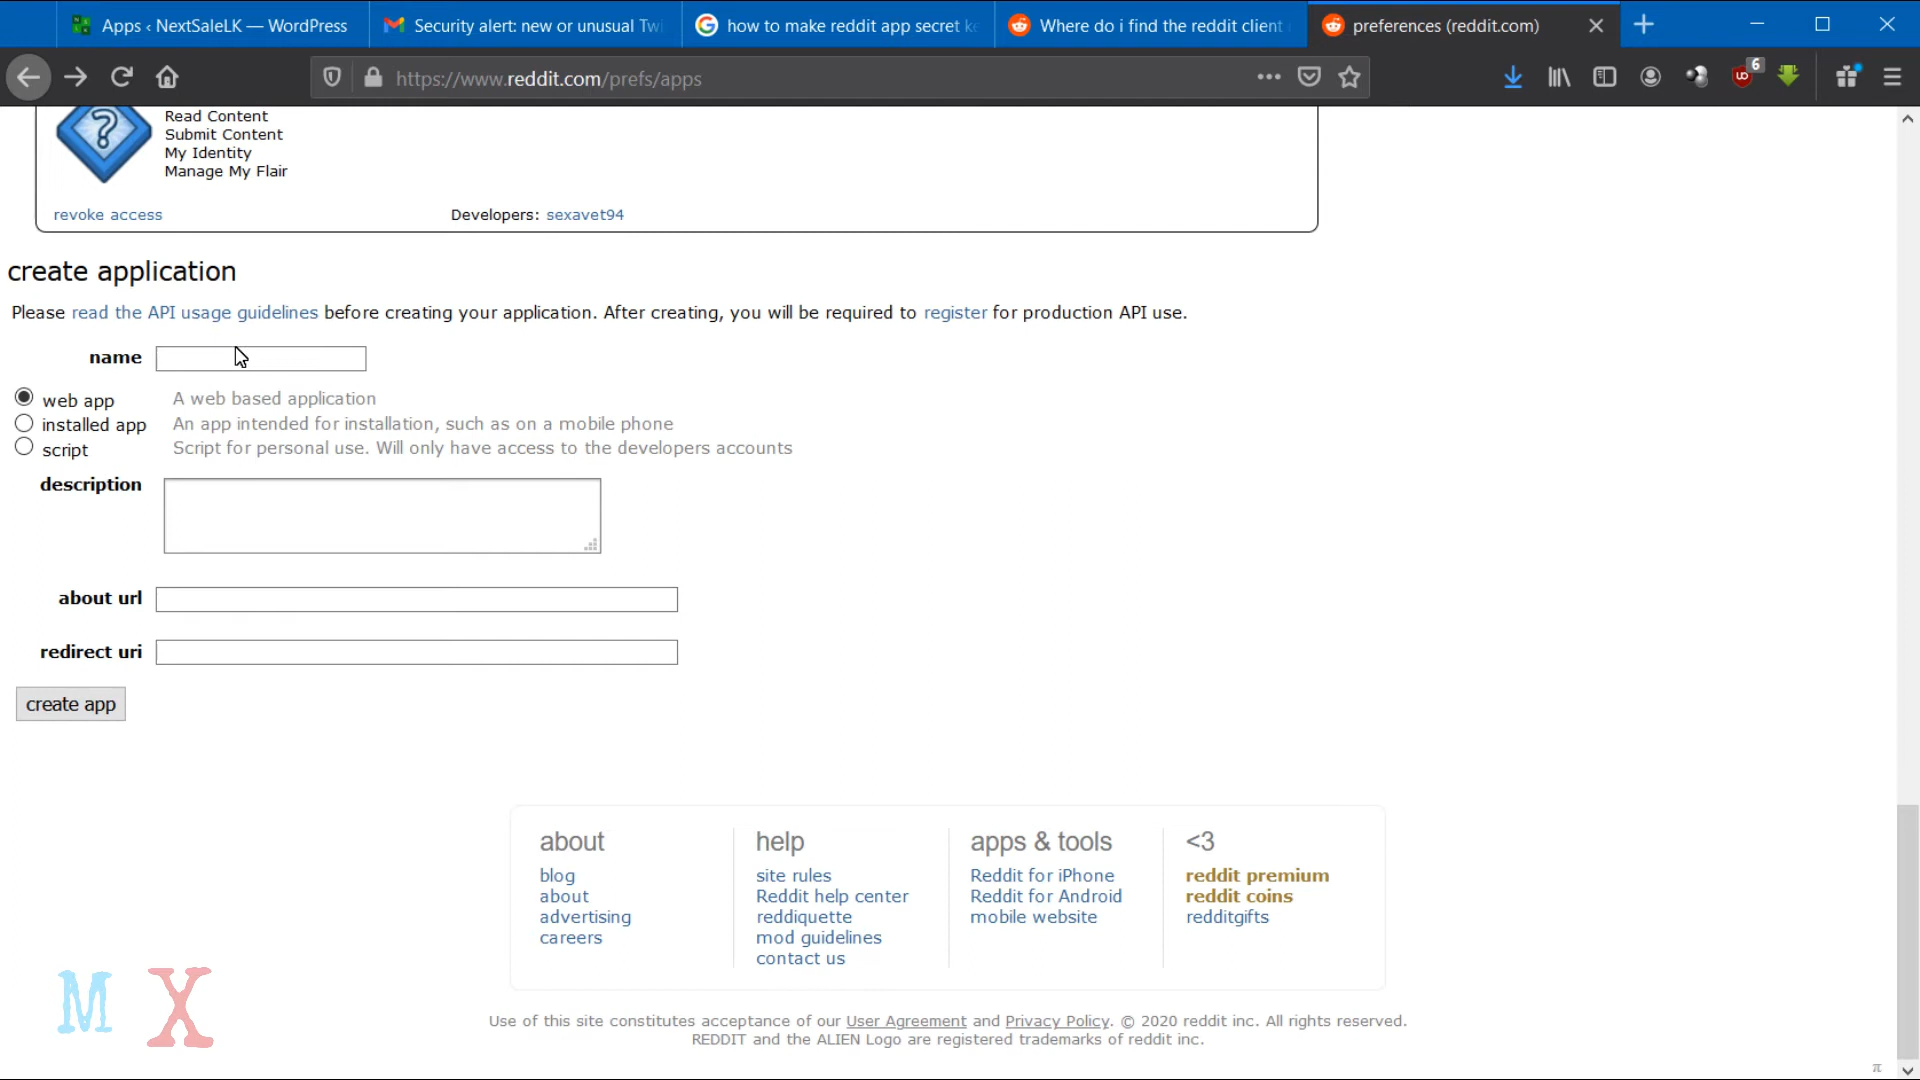 Apps ‹ NextSaleLK — WordPress
Security alert: new or unusual Twi
how to make reddit app secret ke
Where do i find the reddit client
preferences (reddit.com)
https://www.reddit.com/prefs/apps
6
Read Content
Submit Content
My Identity
Manage My Flair
revoke access
Developers: sexavet94
create application
Please read the API usage guidelines before creating your application. After creating, you will be required to register for production API use.
name
web app A web based application
installed app An app intended for installation, such as on a mobile phone
script Script for personal use. Will only have access to the developers accounts
description
about url
redirect uri
create app
about
blog
about
advertising
careers
help
site rules
Reddit help center
reddiquette
mod guidelines
contact us
apps & tools
Reddit for iPhone
Reddit for Android
mobile website
<3
reddit premium
reddit coins
redditgifts
M X
Use of this site constitutes acceptance of our User Agreement and Privacy Policy. © 2020 reddit inc. All rights reserved.
REDDIT and the ALIEN Logo are registered trademarks of reddit inc.
π